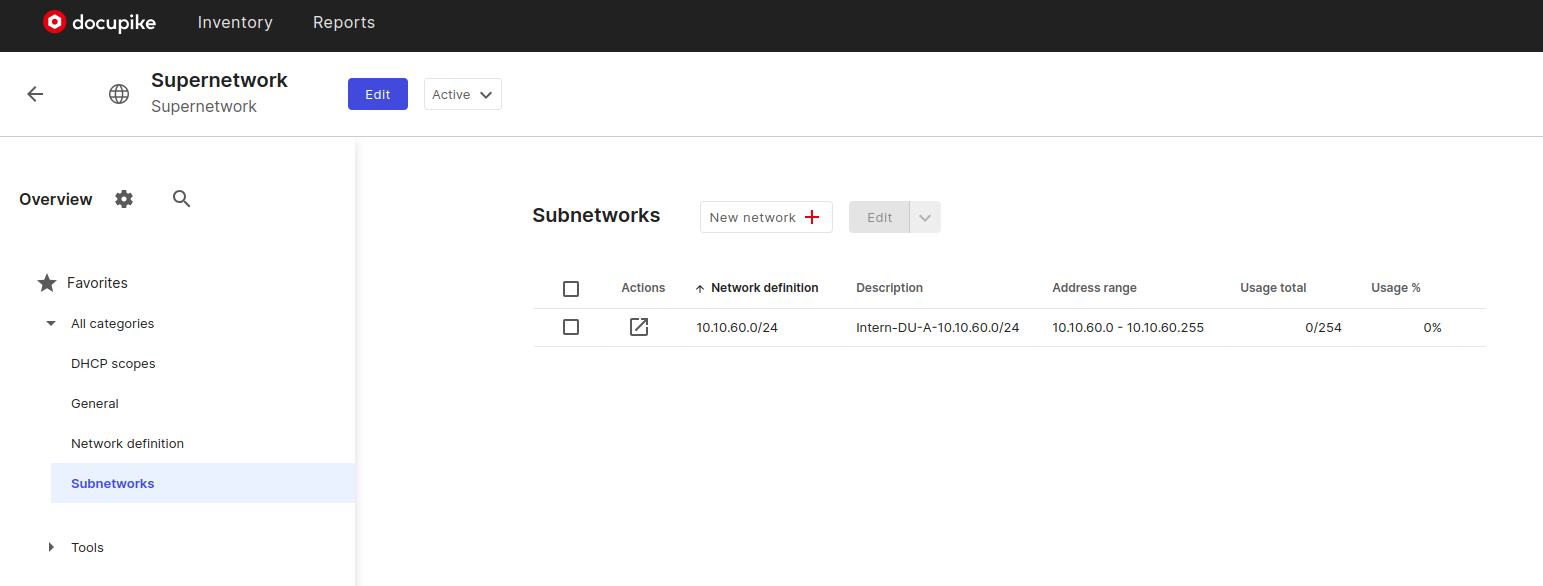 docupike Inventory Reports
Supernetwork
Supernetwork
Edit Active
Overview
Favorites
All categories
DHCP scopes
General
Network definition
Subnetworks
Tools
Subnetworks New network Edit
Actions Network definition Description Address range Usage total Usage %
10.10.60.0/24 Intern-DU-A-10.10.60.0/24 10.10.60.0 - 10.10.60.255 0/254 0%